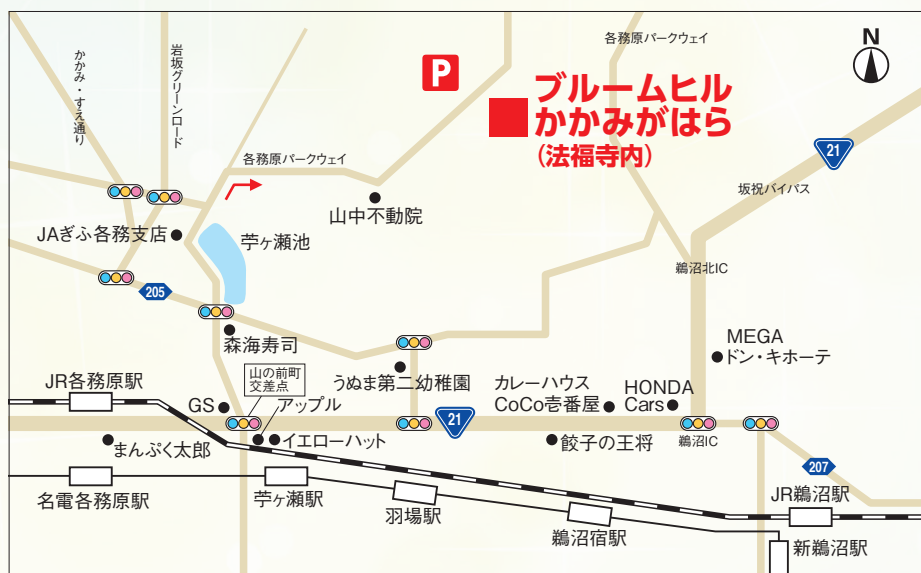 各務原パークウェイ
N
岩坂グリーンロード
かかみ・すえ通り
P
ブルームヒル
かかみがはら
(法福寺内)
21
各務原パークウェイ
坂祝バイパス
山中不動院
JAぎふ各務支店
苧ヶ瀬池
鵜沼北IC
205
森海寿司
MEGA
ドン・キホーテ
山の前町
交差点
うぬま第二幼稚園
JR各務原駅
GS
アップル
カレーハウス
CoCo壱番屋
HONDA
Cars
21
まんぷく太郎
イエローハット
餃子の王将
鵜沼IC
207
名電各務原駅
苧ヶ瀬駅
羽場駅
鵜沼宿駅
JR鵜沼駅
新鵜沼駅